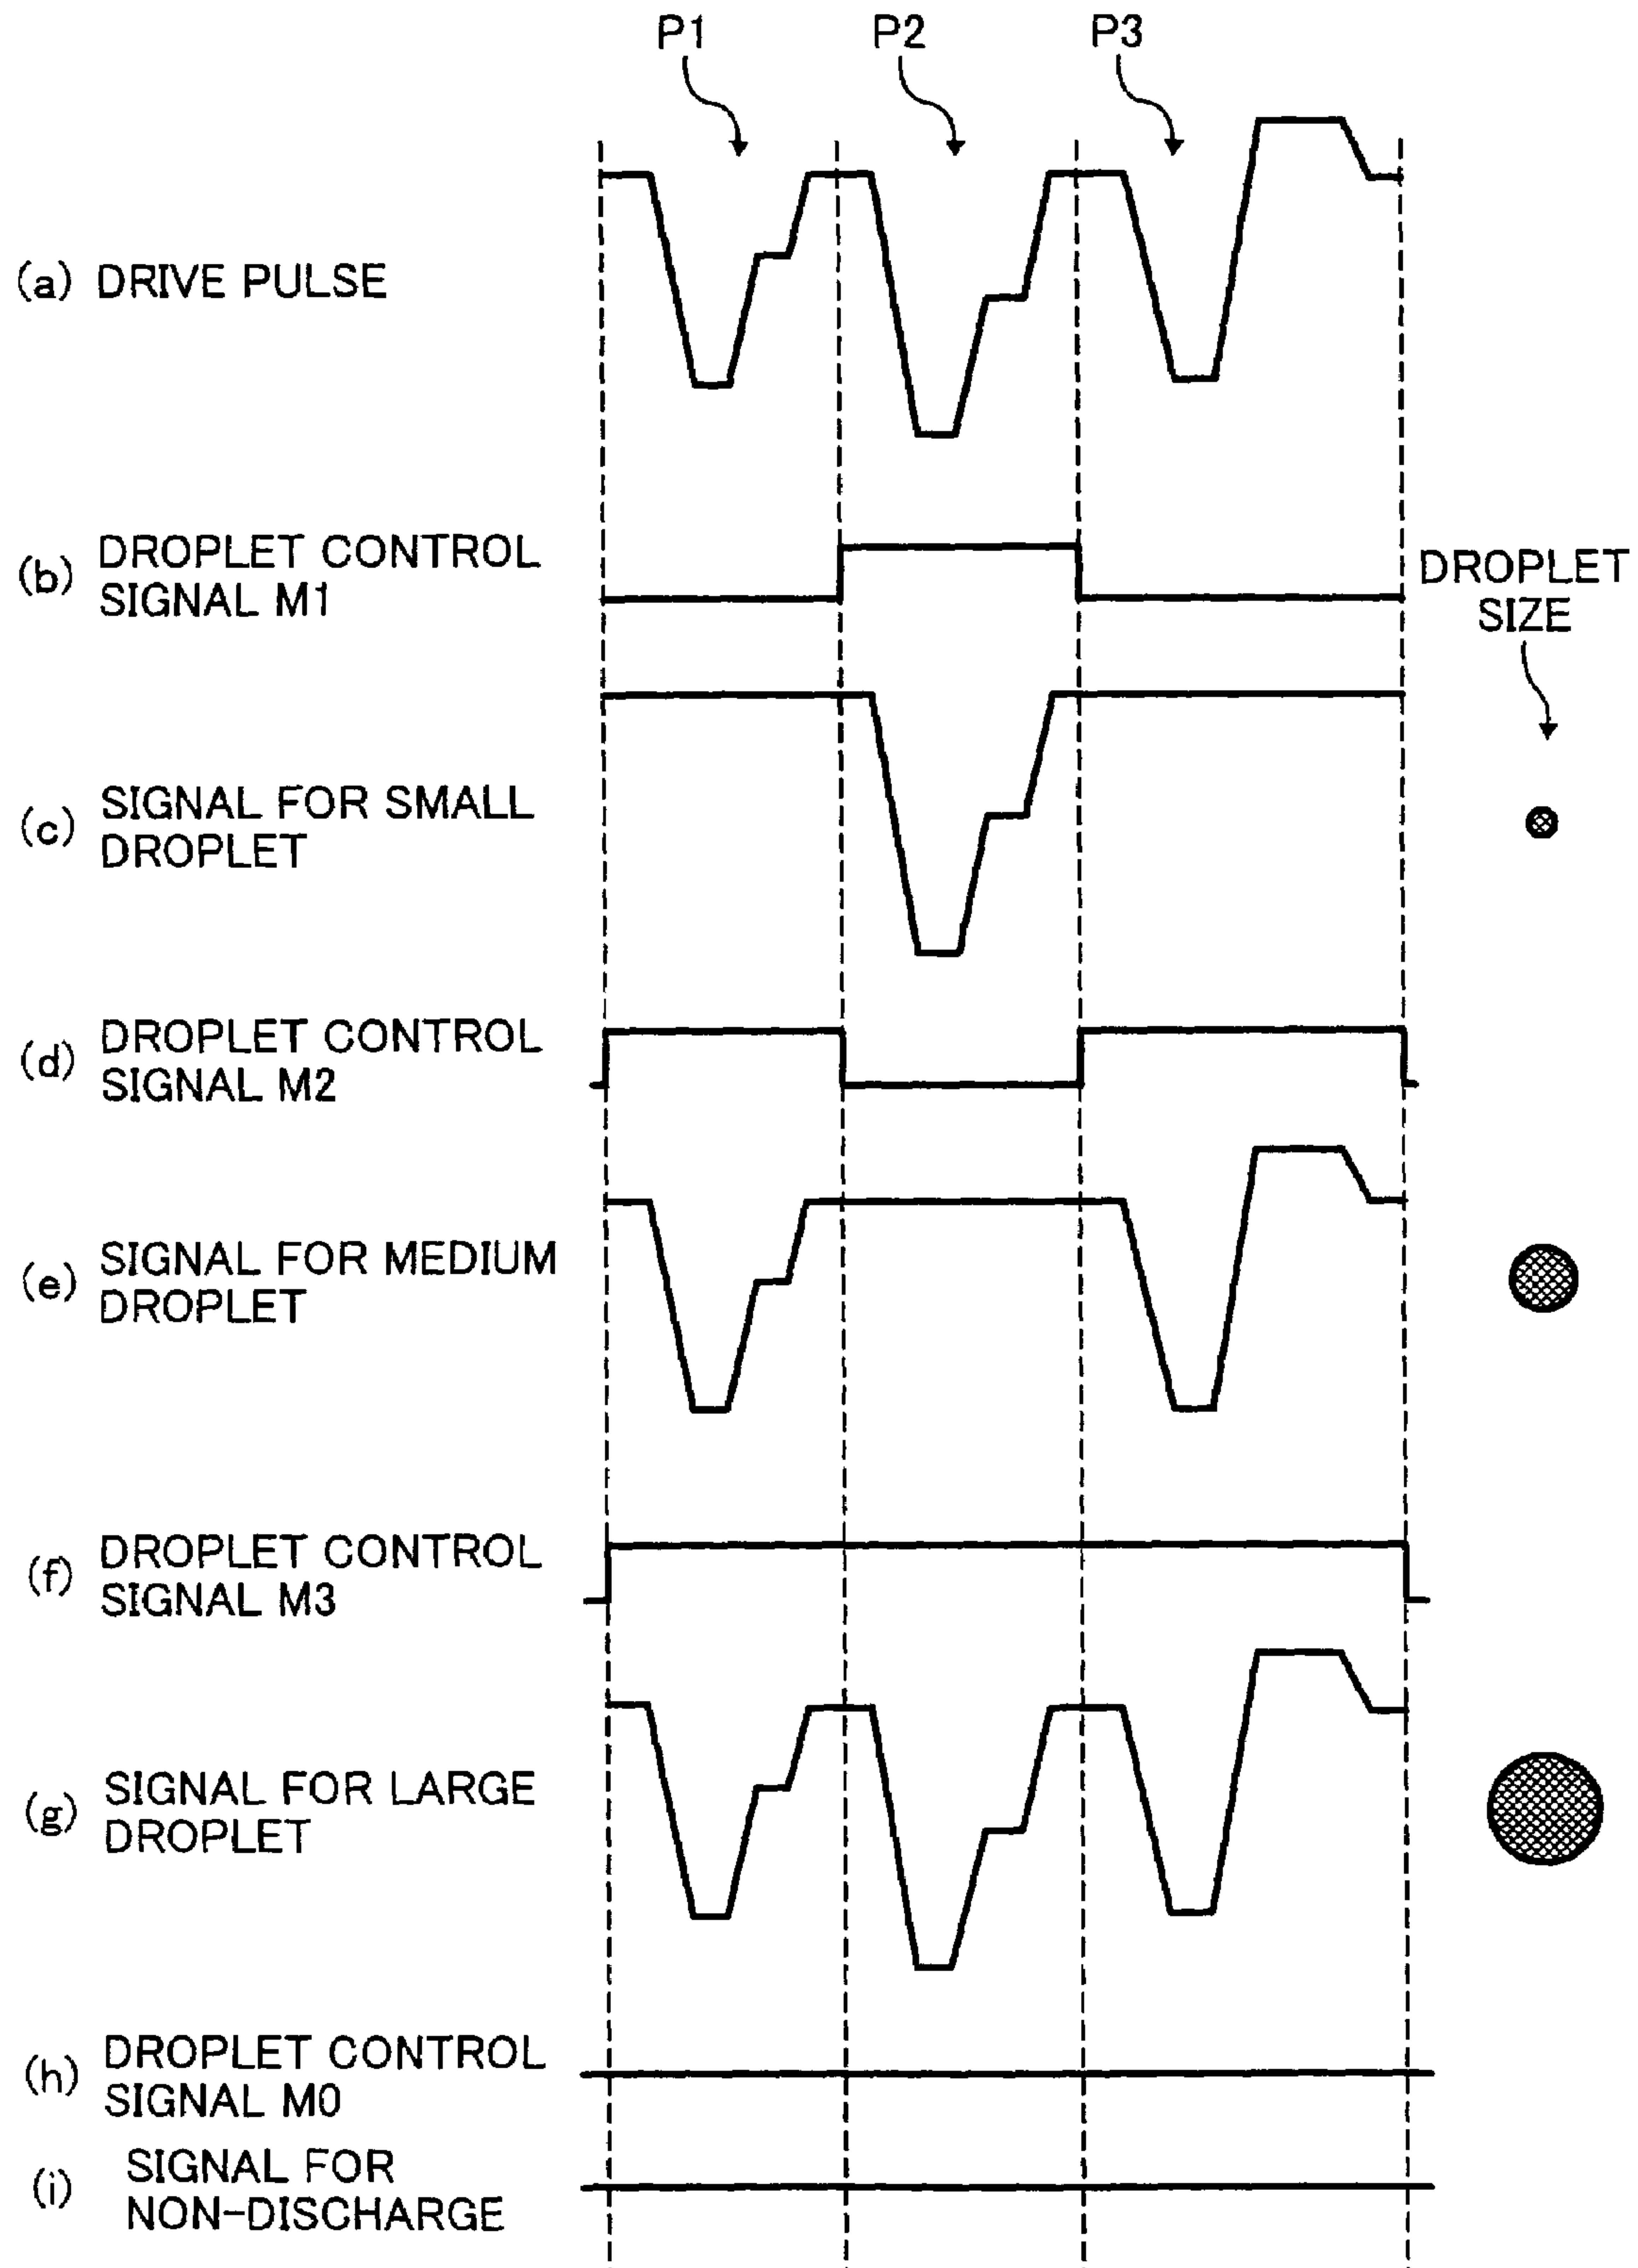 P1 P2 P3
(a) DRIVE PULSE
(b) DROPLET CONTROL
SIGNAL M1
DROPLET
SIZE
(c) SIGNAL FOR SMALL
DROPLET
(d) DROPLET CONTROL
SIGNAL M2
(e) SIGNAL FOR MEDIUM
DROPLET
(f) DROPLET CONTROL
SIGNAL M3
(g) SIGNAL FOR LARGE
DROPLET
(h) DROPLET CONTROL
SIGNAL M0
(i) SIGNAL FOR
NON-DISCHARGE